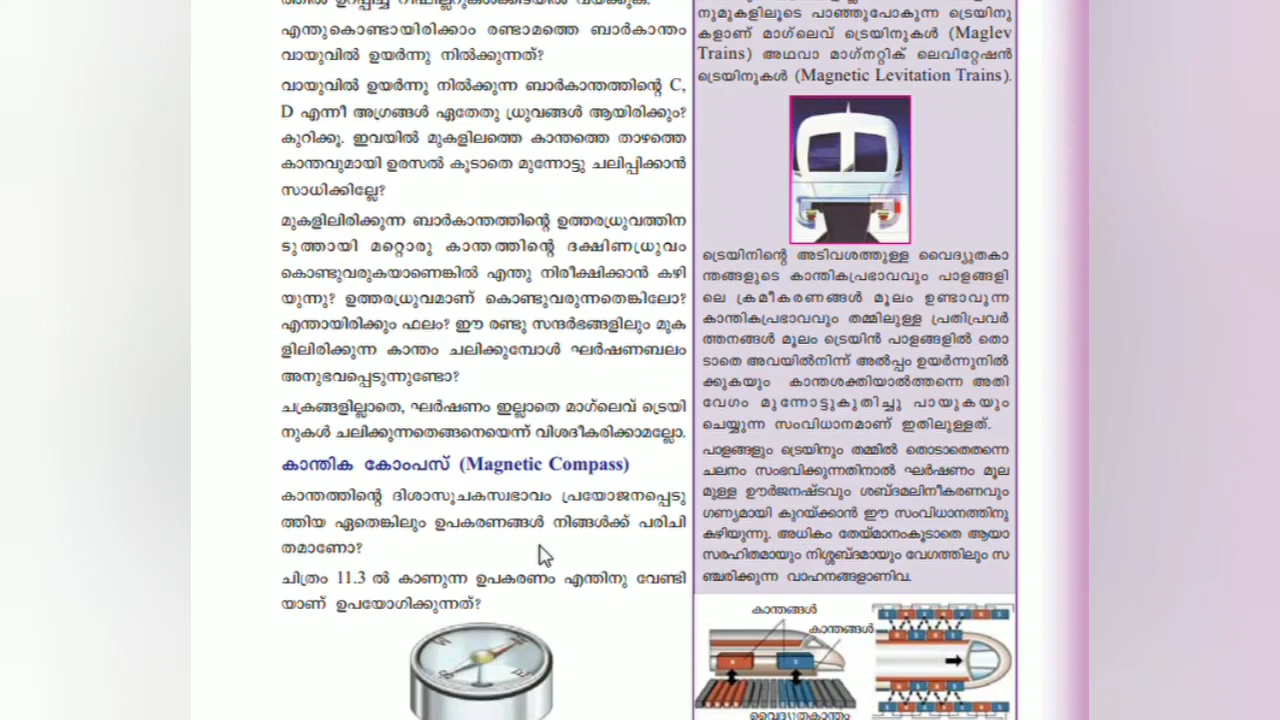 ത്തിൽ ഉറപ്പിച്ച റീഫില്ലറുകൾക്കിടയിൽ വയ്ക്കുക.
എന്തുകൊണ്ടായിരിക്കാം രണ്ടാമത്തെ ബാർകാന്തം
വായുവിൽ ഉയർന്നു നിൽക്കുന്നത്?
വായുവിൽ ഉയർന്നു നിൽക്കുന്ന ബാർകാന്തത്തിന്റെ C,
D എന്നീ അഗ്രങ്ങൾ ഏതേതു ധ്രുവങ്ങൾ ആയിരിക്കും?
കുറിക്കൂ. ഇവയിൽ മുകളിലത്തെ കാന്തത്തെ താഴത്തെ
കാന്തവുമായി ഉരസൽ കൂടാതെ മുന്നോട്ടു ചലിപ്പിക്കാൻ
സാധിക്കില്ലേ?
മുകളിലിരിക്കുന്ന ബാർകാന്തത്തിന്റെ ഉത്തരധ്രുവത്തിന
ടുത്തായി മറ്റൊരു കാന്തത്തിന്റെ ദക്ഷിണധ്രുവം
കൊണ്ടുവരുകയാണെങ്കിൽ എന്തു നിരീക്ഷിക്കാൻ കഴി
യുന്നു? ഉത്തരധ്രുവമാണ് കൊണ്ടുവരുന്നതെങ്കിലോ?
എന്തായിരിക്കും ഫലം? ഈ രണ്ടു സന്ദർഭങ്ങളിലും മുക
ളിലിരിക്കുന്ന കാന്തം ചലിക്കുമ്പോൾ ഘർഷണബലം
അനുഭവപ്പെടുന്നുണ്ടോ?
ചക്രങ്ങളില്ലാതെ, ഘർഷണം ഇല്ലാതെ മാഗ്‌ലെവ് ട്രെയി
നുകൾ ചലിക്കുന്നതെങ്ങനെയെന്ന് വിശദീകരിക്കാമല്ലോ.
കാന്തിക കോംപസ് (Magnetic Compass)
കാന്തത്തിന്റെ ദിശാസൂചകസ്വഭാവം പ്രയോജനപ്പെടു
ത്തിയ ഏതെങ്കിലും ഉപകരണങ്ങൾ നിങ്ങൾക്ക് പരിചി
തമാണോ?
ചിത്രം 11.3 ൽ കാണുന്ന ഉപകരണം എന്തിനു വേണ്ടി
യാണ് ഉപയോഗിക്കുന്നത്?
നുമുകളിലൂടെ പാഞ്ഞുപോകുന്ന ട്രെയിനു
കളാണ് മാഗ്‌ലെവ് ട്രെയിനുകൾ (Maglev
Trains) അഥവാ മാഗ്നറ്റിക് ലെവിറ്റേഷൻ
ട്രെയിനുകൾ (Magnetic Levitation Trains).
ട്രെയിനിന്റെ അടിവശത്തുള്ള വൈദ്യുതകാ
ന്തങ്ങളുടെ കാന്തികപ്രഭാവവും പാളങ്ങളി
ലെ ക്രമീകരണങ്ങൾ മൂലം ഉണ്ടാവുന്ന
കാന്തികപ്രഭാവവും തമ്മിലുള്ള പ്രതിപ്രവർ
ത്തനങ്ങൾ മൂലം ട്രെയിൻ പാളങ്ങളിൽ തൊ
ടാതെ അവയിൽനിന്ന് അൽപ്പം ഉയർന്നുനിൽ
ക്കുകയും കാന്തശക്തിയാൽത്തന്നെ അതി
വേഗം മുന്നോട്ടുകുതിച്ചു പായുകയും
ചെയ്യുന്ന സംവിധാനമാണ് ഇതിലുള്ളത്.
പാളങ്ങളും ട്രെയിനും തമ്മിൽ തൊടാതെതന്നെ
ചലനം സംഭവിക്കുന്നതിനാൽ ഘർഷണം മൂല
മുള്ള ഊർജനഷ്ടവും ശബ്ദമലിനീകരണവും
ഗണ്യമായി കുറയ്ക്കാൻ ഈ സംവിധാനത്തിനു
കഴിയുന്നു. അധികം തേയ്മാനംകൂടാതെ ആയാ
സരഹിതമായും നിശ്ശബ്ദമായും വേഗത്തിലും സ
ഞ്ചരിക്കുന്ന വാഹനങ്ങളാണിവ.
കാന്തങ്ങൾ
കാന്തങ്ങൾ
വൈദ്യുതകാന്തം